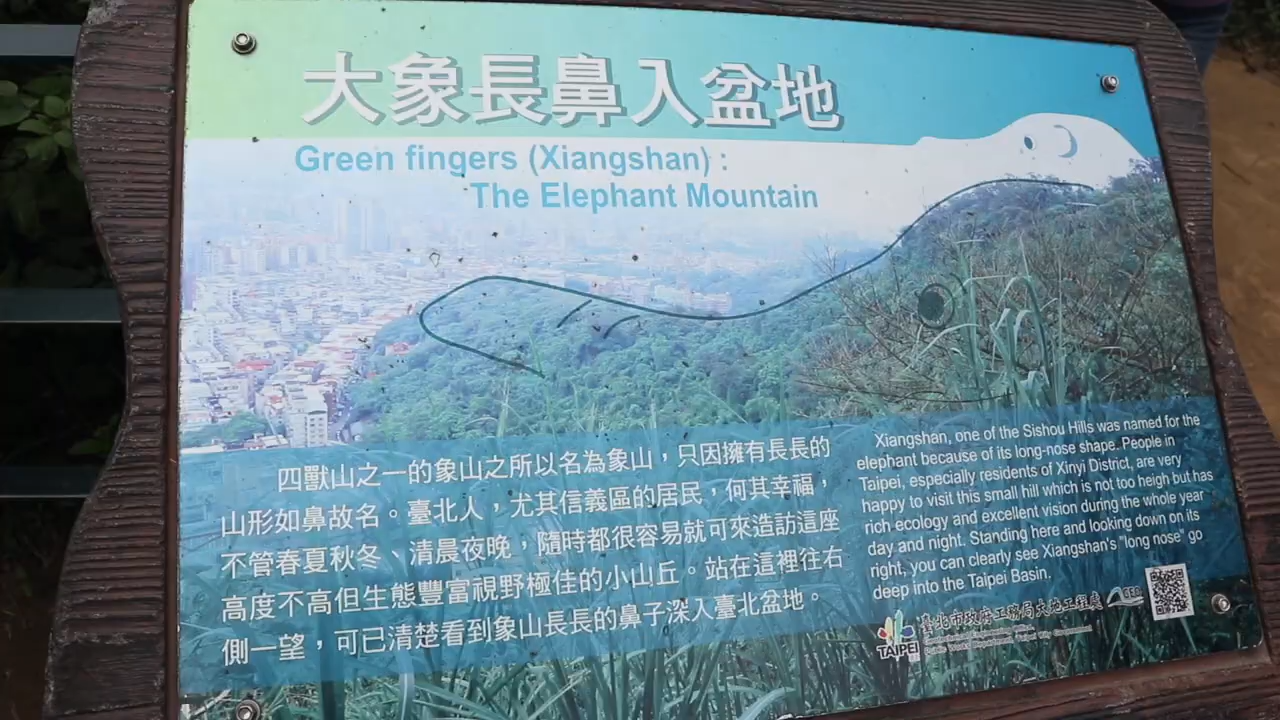 大象長鼻入盆地
Green fingers (Xiangshan) :
The Elephant Mountain
四獸山之一的象山之所以名為象山，只因擁有長長的
山形如鼻故名。臺北人，尤其信義區的居民，何其幸福，
不管春夏秋冬、清晨夜晚，隨時都很容易就可來造訪這座
高度不高但生態豐富視野極佳的小山丘。站在這裡往右
側一望，可已清楚看到象山長長的鼻子深入臺北盆地。
Xiangshan, one of the Sishou Hills was named for the
elephant because of its long-nose shape. People in
Taipei, especially residents of Xinyi District, are very
happy to visit this small hill which is not too heigh but has
rich ecology and excellent vision during the whole year
day and night. Standing here and looking down on its
right, you can clearly see Xiangshan's "long nose" go
deep into the Taipei Basin.
TAIPEI
臺北市政府工務局大地工程處
GEO